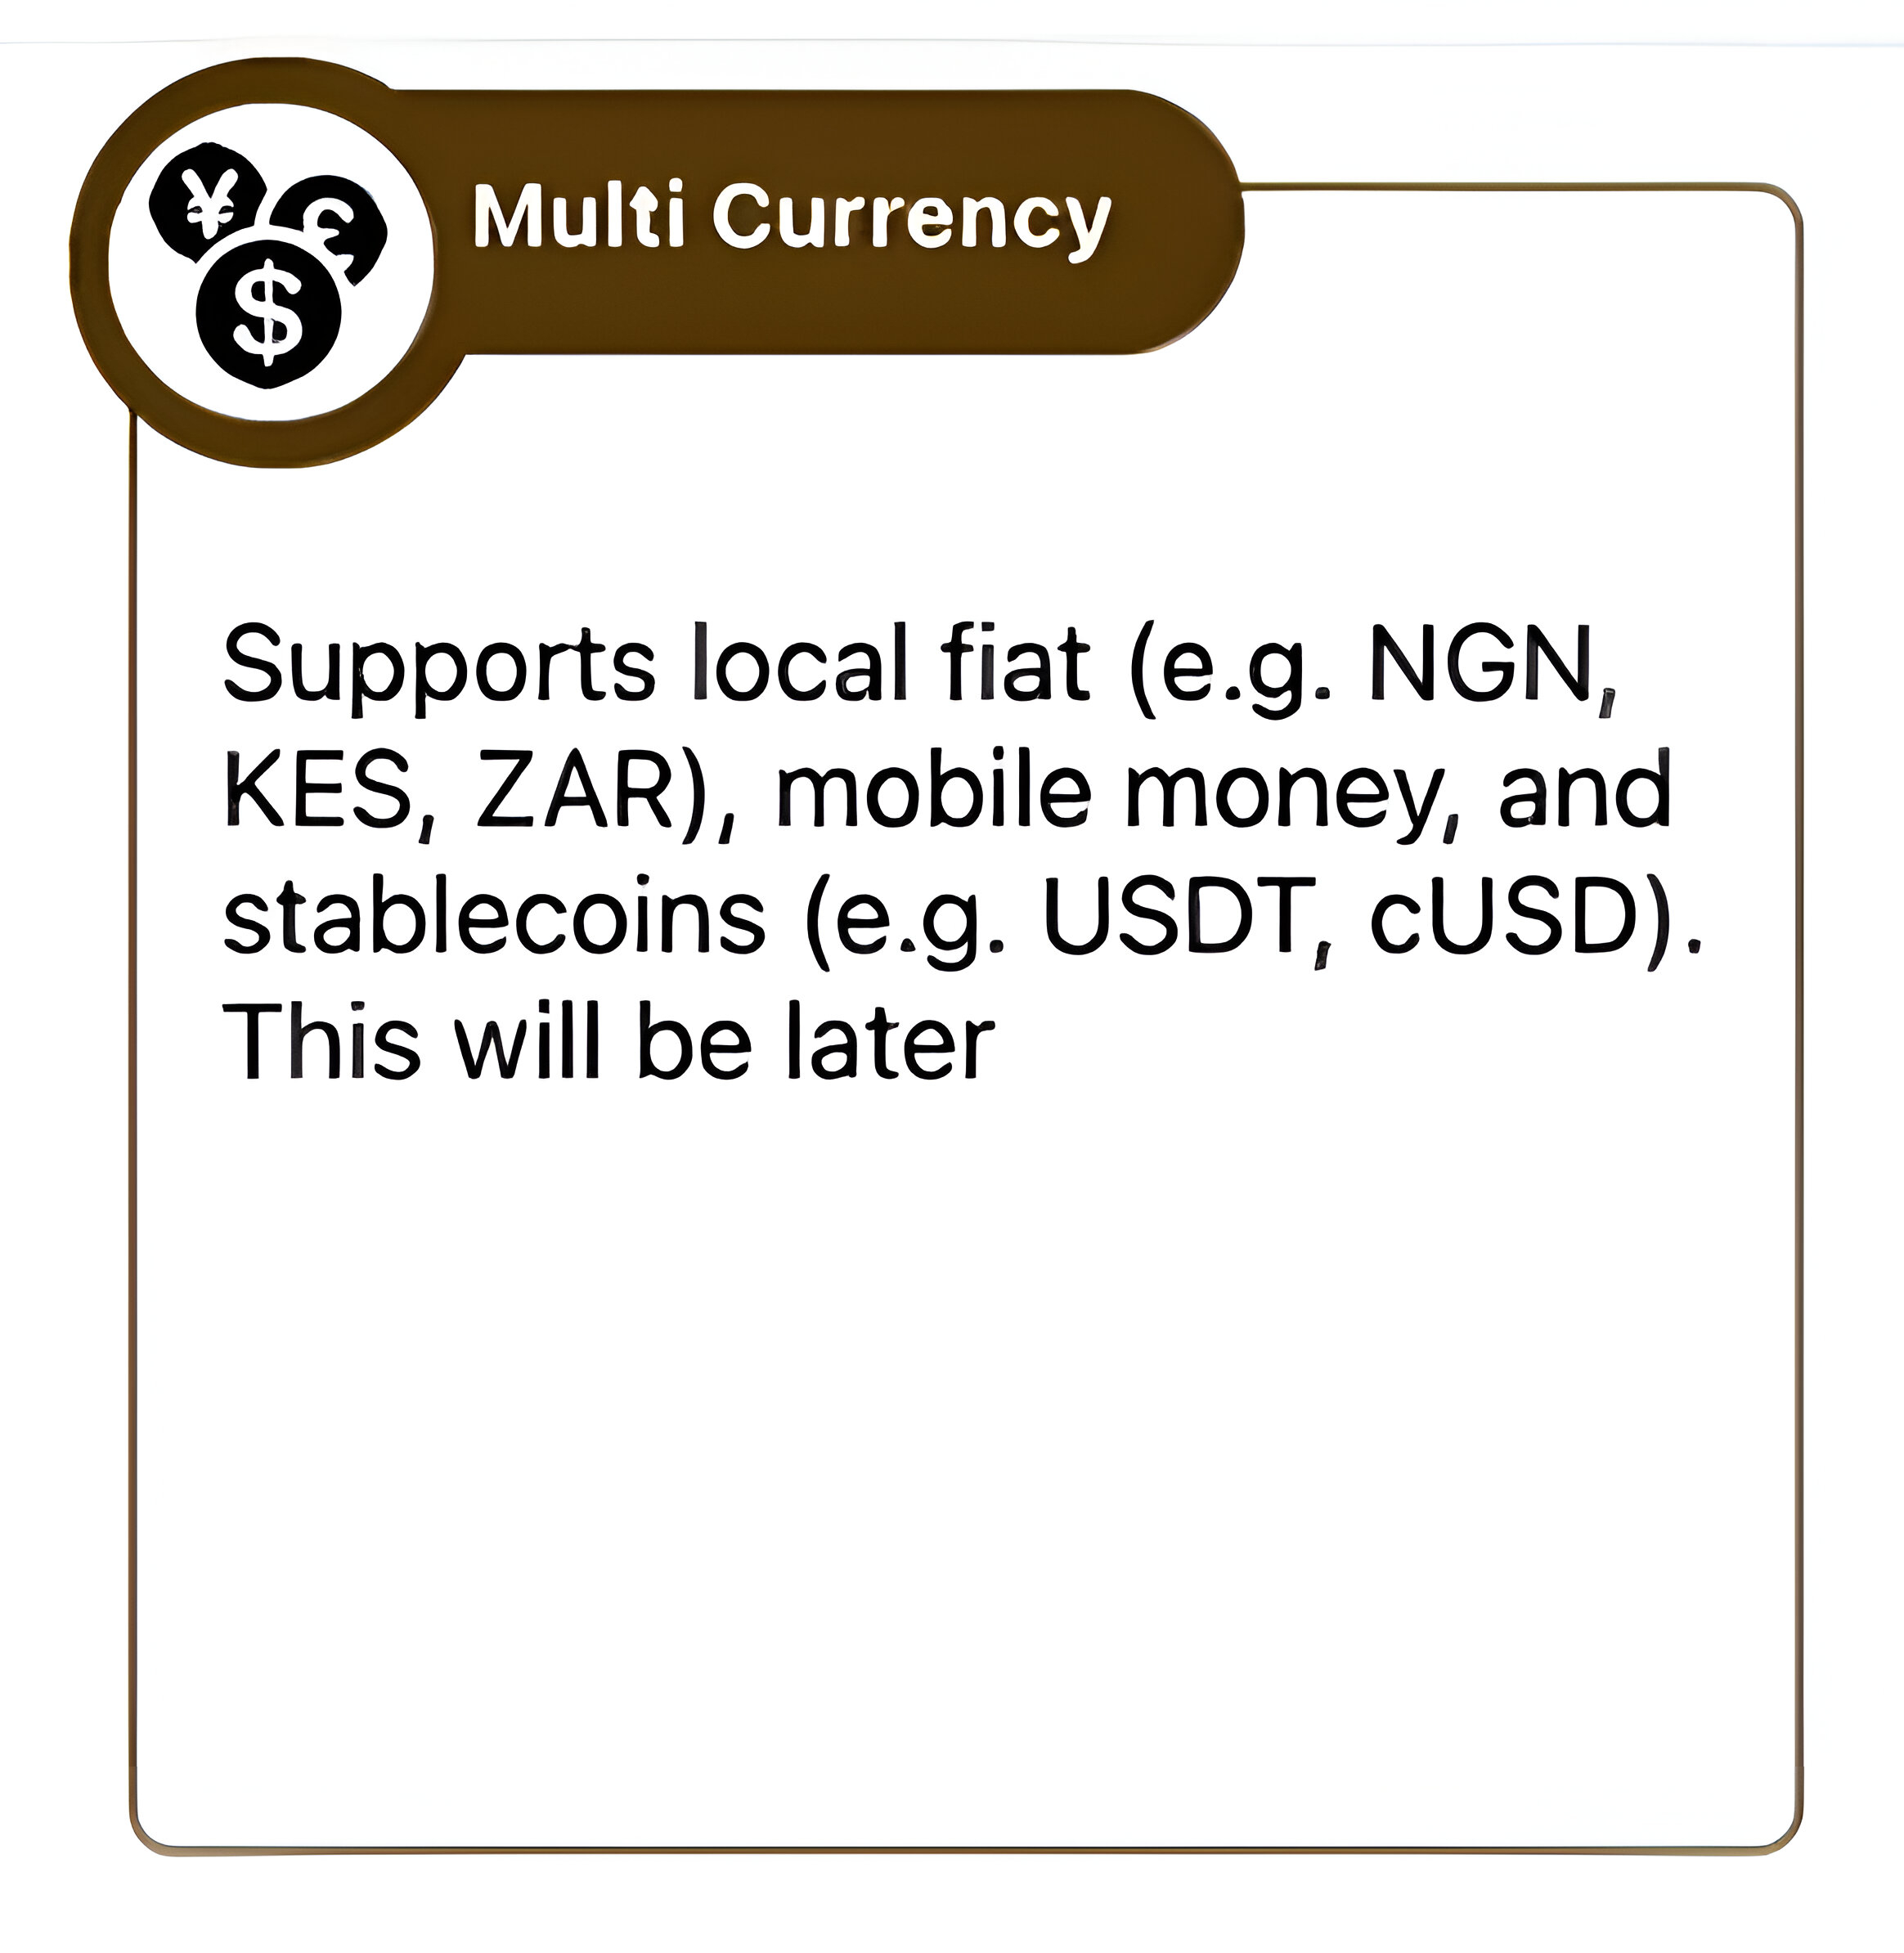 Multi Currency
Supports local fiat (e.g. NGN,
KES, ZAR), mobile money, and
stablecoins (e.g. USDT, cUSD).
This will be later